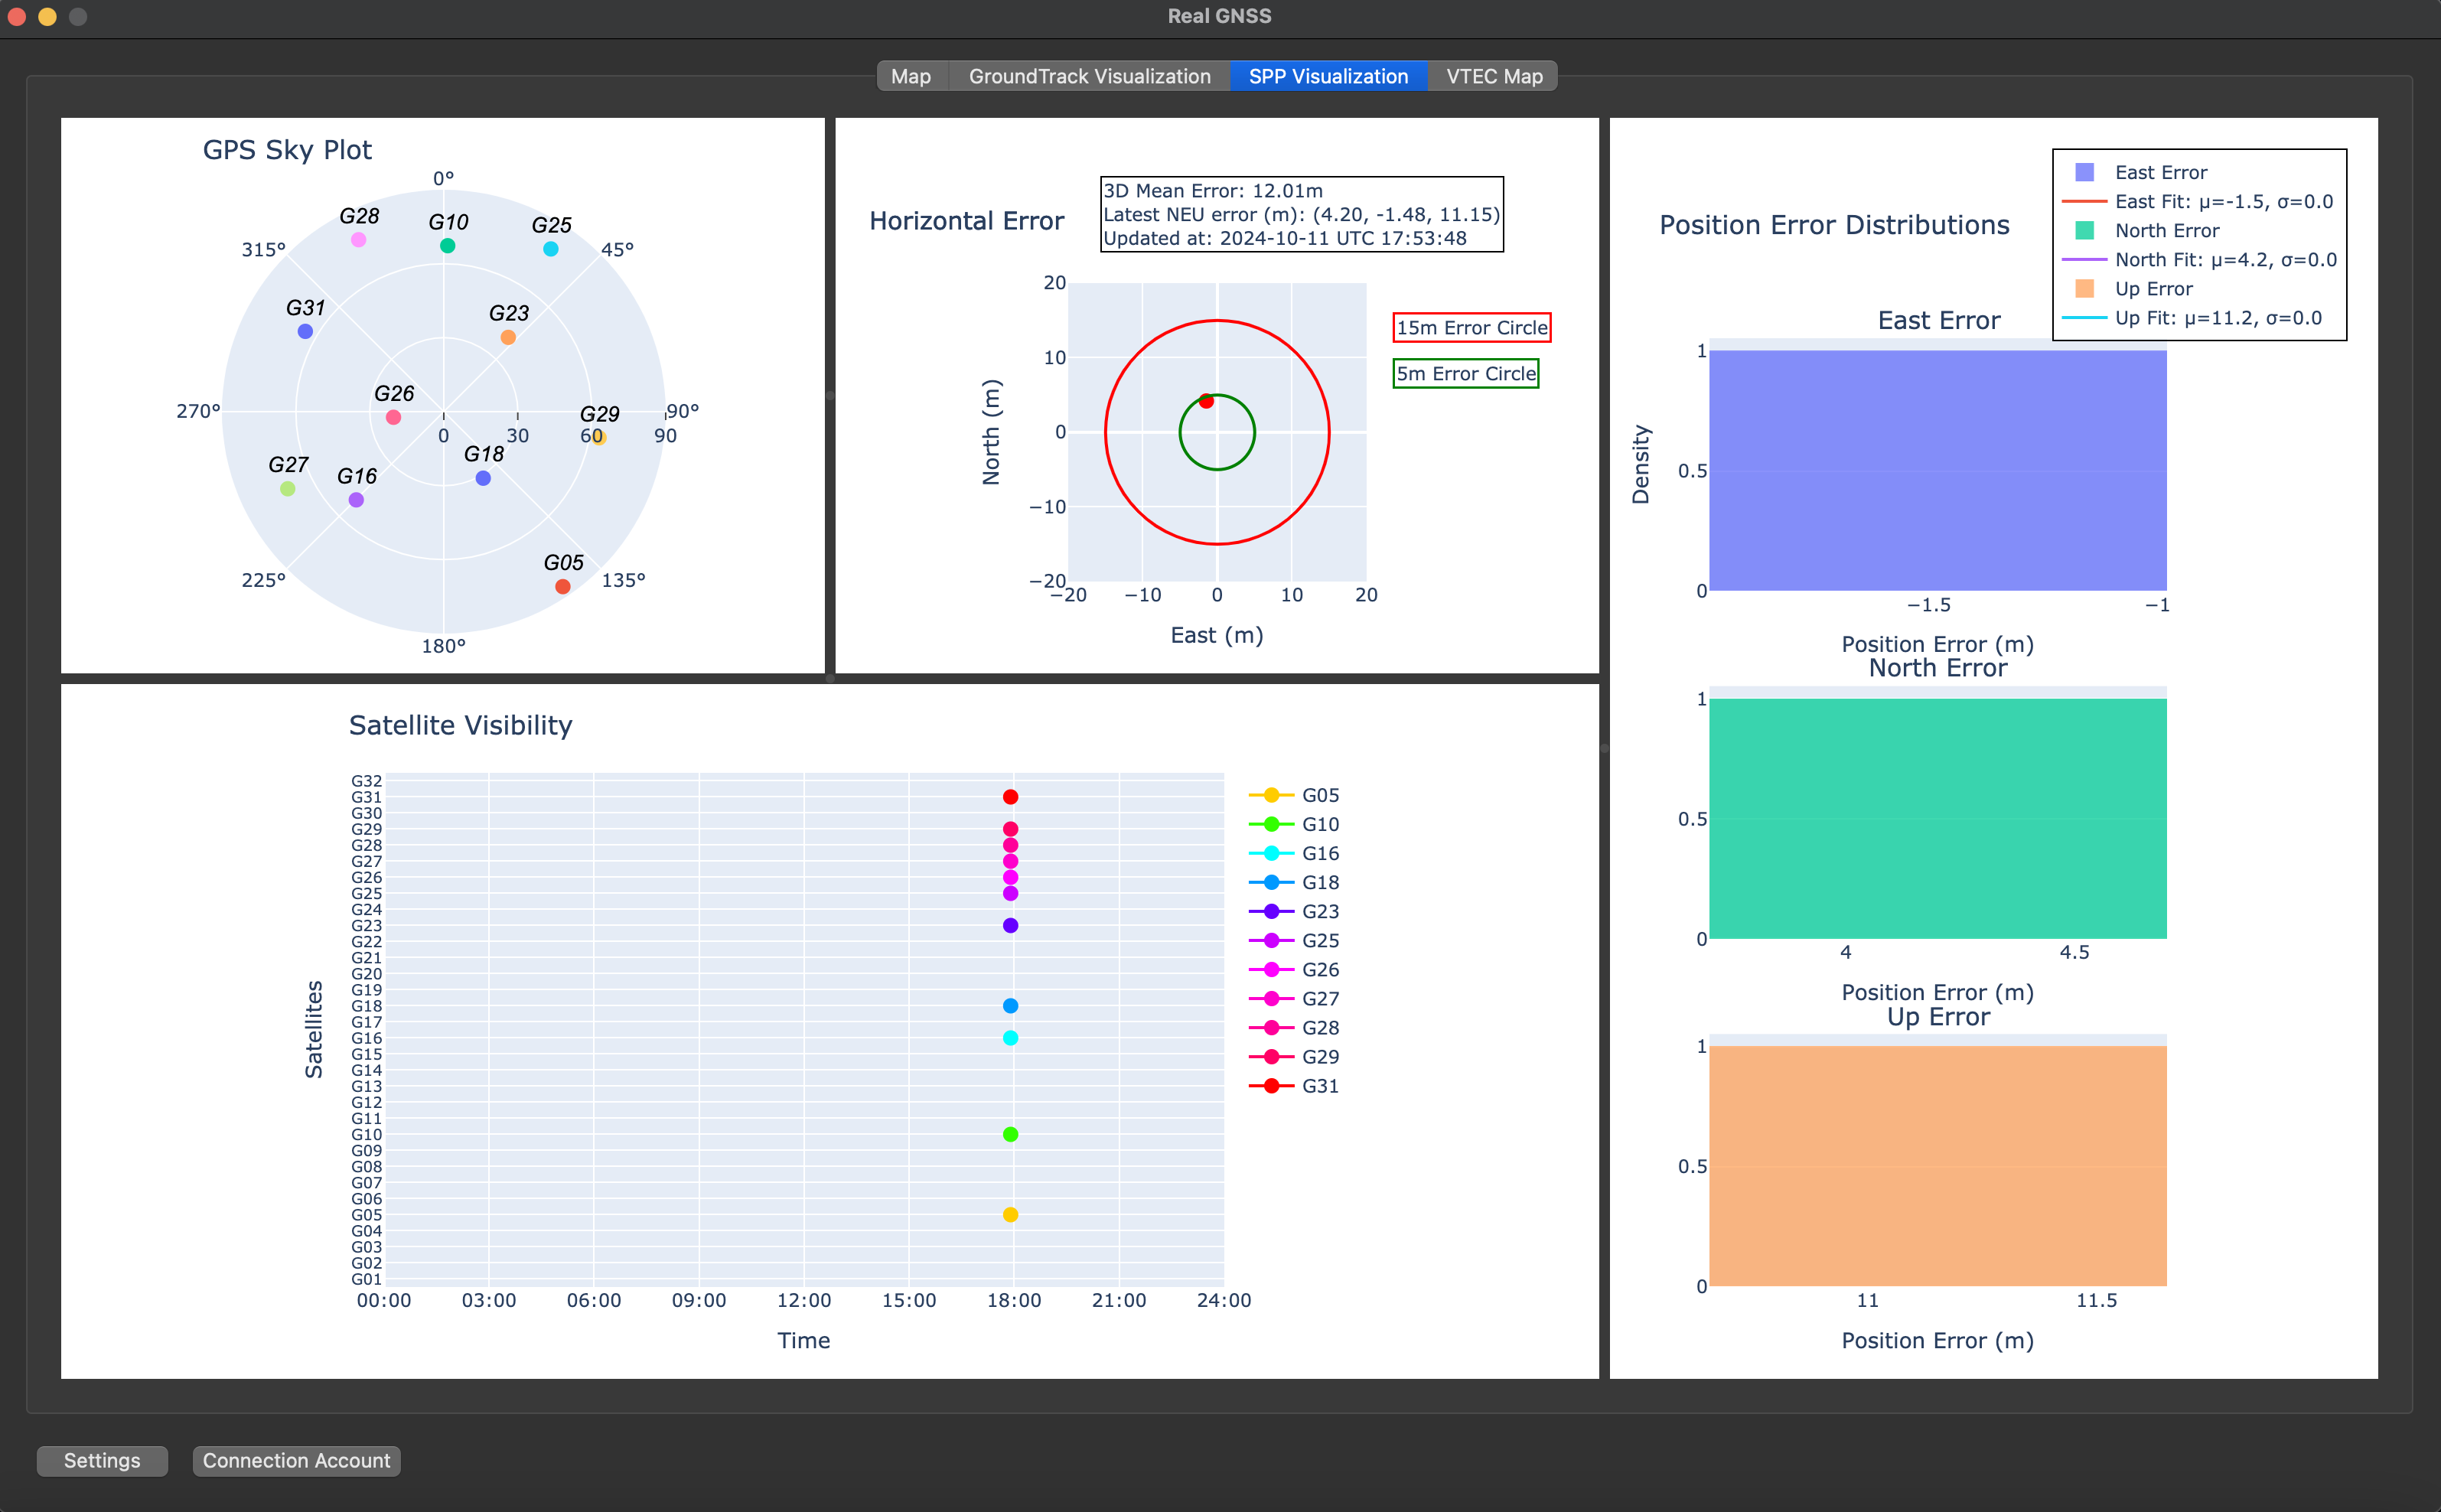 Real GNSS
Map
GroundTrack Visualization
SPP Visualization
VTEC Map
GPS Sky Plot
0°
45°
90°
135°
180°
225°
270°
315°
0
30
60
90
G28
G10
G25
G31
G23
G26
G29
G18
G27
G16
G05
Horizontal Error
3D Mean Error: 12.01m
Latest NEU error (m): (4.20, -1.48, 11.15)
Updated at: 2024-10-11 UTC 17:53:48
15m Error Circle
5m Error Circle
North (m)
20
10
0
−10
−20
−20
−10
0
10
20
East (m)
Satellite Visibility
Satellites
G32
G31
G30
G29
G28
G27
G26
G25
G24
G23
G22
G21
G20
G19
G18
G17
G16
G15
G14
G13
G12
G11
G10
G09
G08
G07
G06
G05
G04
G03
G02
G01
00:00
03:00
06:00
09:00
12:00
15:00
18:00
21:00
24:00
Time
G05
G10
G16
G18
G23
G25
G26
G27
G28
G29
G31
Position Error Distributions
East Error
East Fit: μ=-1.5, σ=0.0
North Error
North Fit: μ=4.2, σ=0.0
Up Error
Up Fit: μ=11.2, σ=0.0
East Error
Density
1
0.5
0
−1.5
−1
Position Error (m)
North Error
1
0.5
0
4
4.5
Position Error (m)
Up Error
1
0.5
0
11
11.5
Position Error (m)
Settings
Connection Account